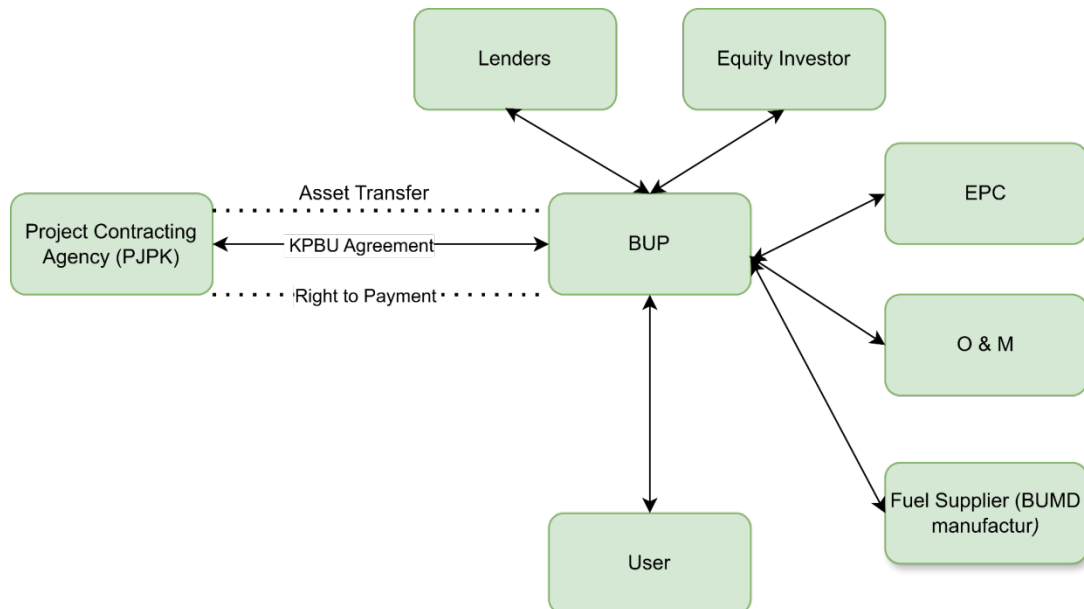 Lenders
Equity Investor
EPC
Asset Transfer
Project Contracting
Agency (PJPK)
KPBU Agreement
BUP
Right to Payment
O & M
Fuel Supplier (BUMD
manufactur)
User